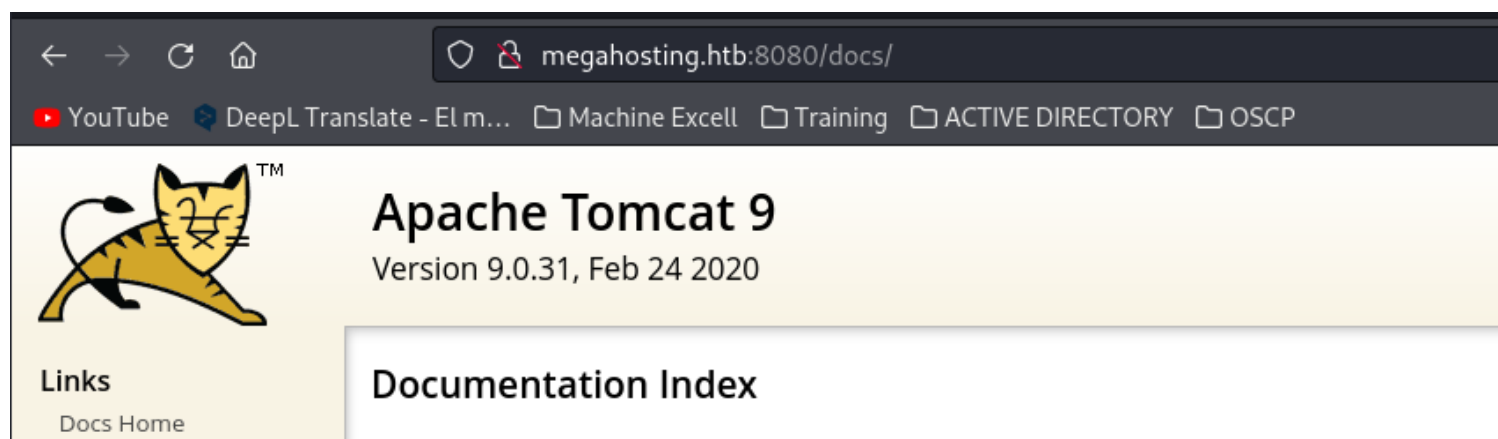 megahosting.htb:8080/docs/
YouTube DeepL Translate - El m... Machine Excell Training ACTIVE DIRECTORY OSCP
TM
Apache Tomcat 9
Version 9.0.31, Feb 24 2020
Links
Documentation Index
Docs Home